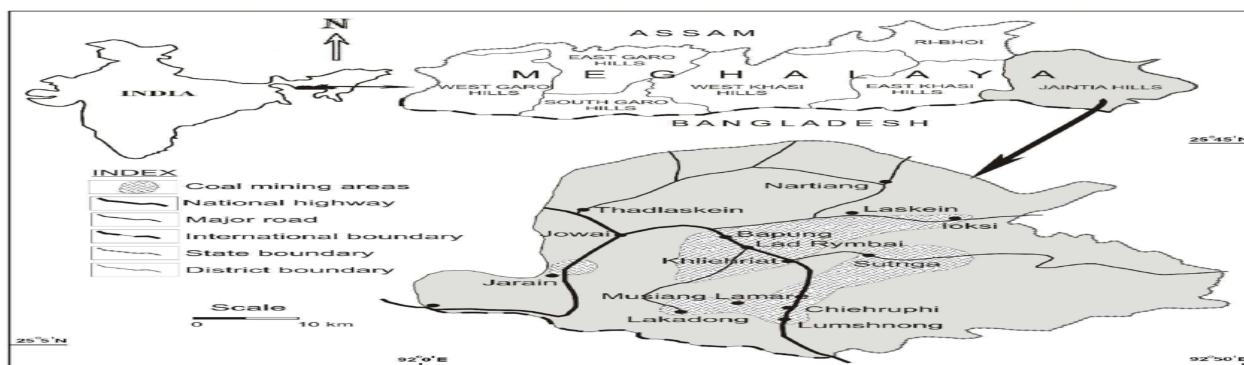 N
ASSAM
INDIA
EAST GARO
HILLS
RI-BHOI
MEGHALAYA
WEST GARO
HILLS
WEST KHASI
HILLS
EAST KHASI
HILLS
JAINTIA HILLS
SOUTH GARO
HILLS
BANGLADESH
25°45'N
INDEX
Coal mining areas
National highway
Major road
International boundary
State boundary
District boundary
Scale
0 10 km
Nartiang
Thadlaskein
Laskein
Ioksi
Jowai
Bapung
Lad Rymbai
Khliehriat
Sutnga
Jarain
Musiang Lamare
Chiehruphi
Lakadong
Lumshnong
25°5'N
92°0'E
92°50'E